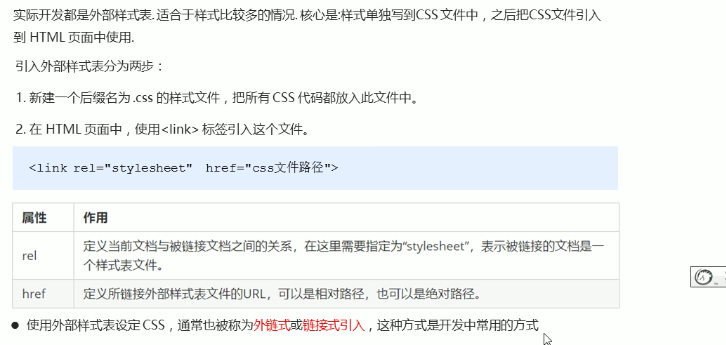 实际开发都是外部样式表. 适合于样式比较多的情况. 核心是:样式单独写到CSS 文件中，之后把CSS文件引入
到 HTML 页面中使用.
引入外部样式表分为两步：
1. 新建一个后缀名为 .css 的样式文件，把所有 CSS 代码都放入此文件中。
2. 在 HTML 页面中，使用<link> 标签引入这个文件。
<link rel="stylesheet"  href="css文件路径">
属性 作用
rel 定义当前文档与被链接文档之间的关系，在这里需要指定为“stylesheet”，表示被链接的文档是一
个样式表文件。
href 定义所链接外部样式表文件的URL，可以是相对路径，也可以是绝对路径。
● 使用外部样式表设定 CSS，通常也被称为外链式或链接式引入，这种方式是开发中常用的方式